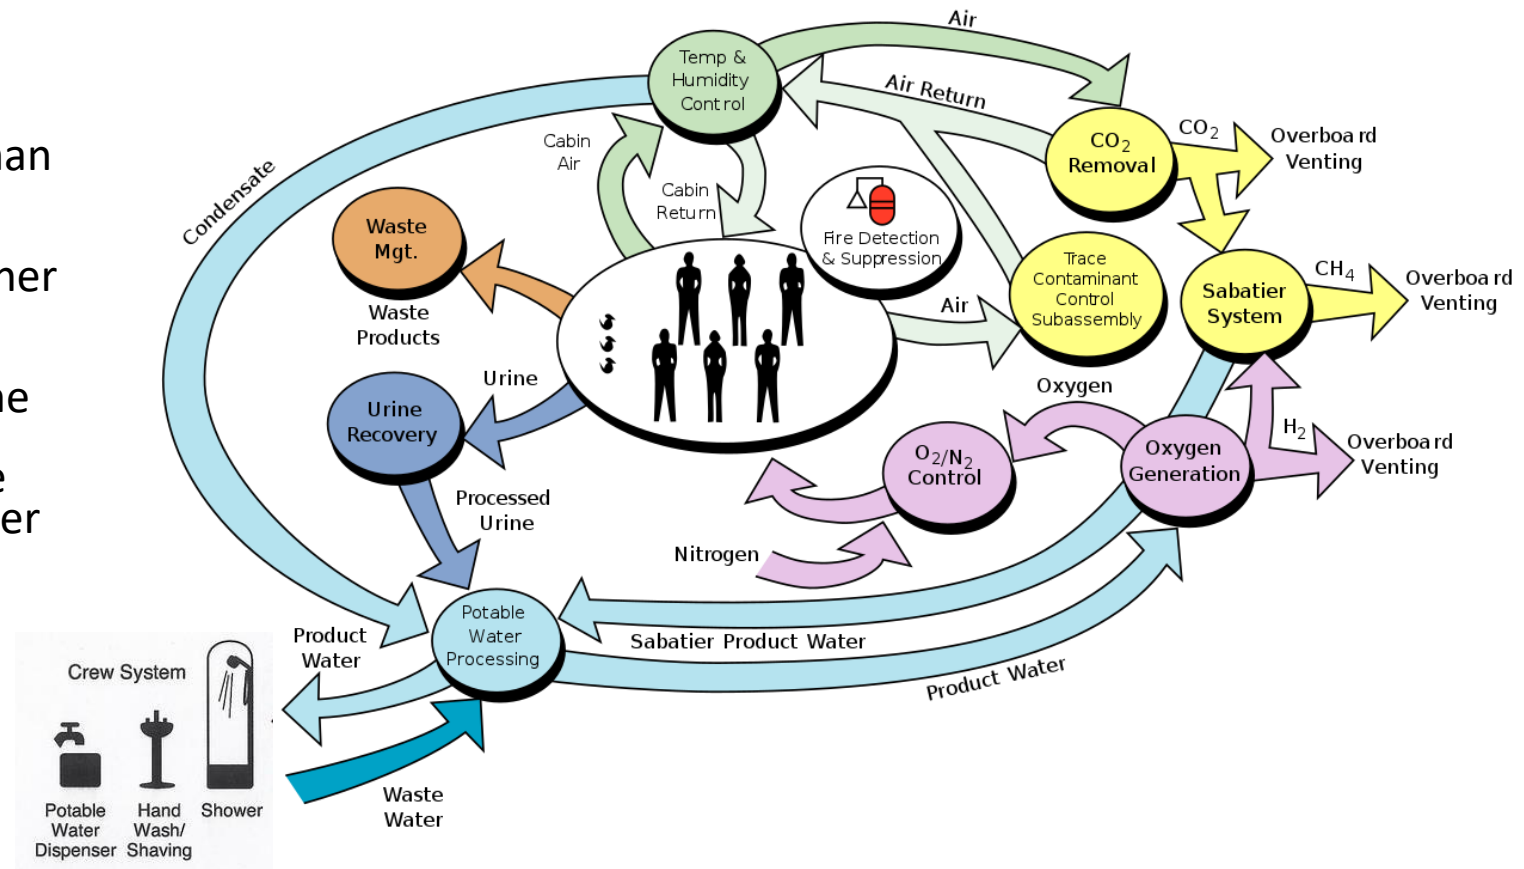 nan
ner
ne
e
er
Air
Temp &
Humidity
Control
Air Return
CO2
Removal
CO2
Overboard
Venting
Cabin
Air
Cabin
Return
Condensate
Waste
Mgt.
Waste
Products
Fire Detection
& Suppression
Trace
Contaminant
Control
Subassembly
Air
Sabatier
System
CH4
Overboard
Venting
Urine
Urine
Recovery
Oxygen
O2/N2
Control
Oxygen
Generation
H2
Overboard
Venting
Processed
Urine
Nitrogen
Potable
Water
Processing
Product
Water
Sabatier Product Water
Product Water
Crew System
Waste
Water
Potable
Water
Dispenser
Hand
Wash/
Shaving
Shower